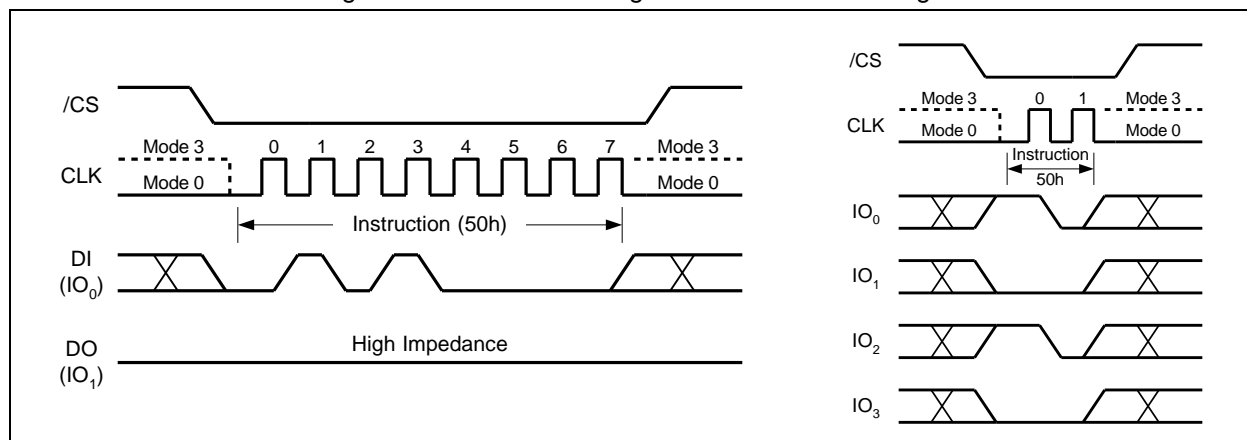 /CS
Mode 3
0 1 2 3 4 5 6 7
Mode 3
CLK
Mode 0
Mode 0
Instruction (50h)
DI
(IO0)
High Impedance
DO
(IO1)
/CS
Mode 3
0 1
Mode 3
CLK
Mode 0
Mode 0
Instruction
50h
IO0
IO1
IO2
IO3